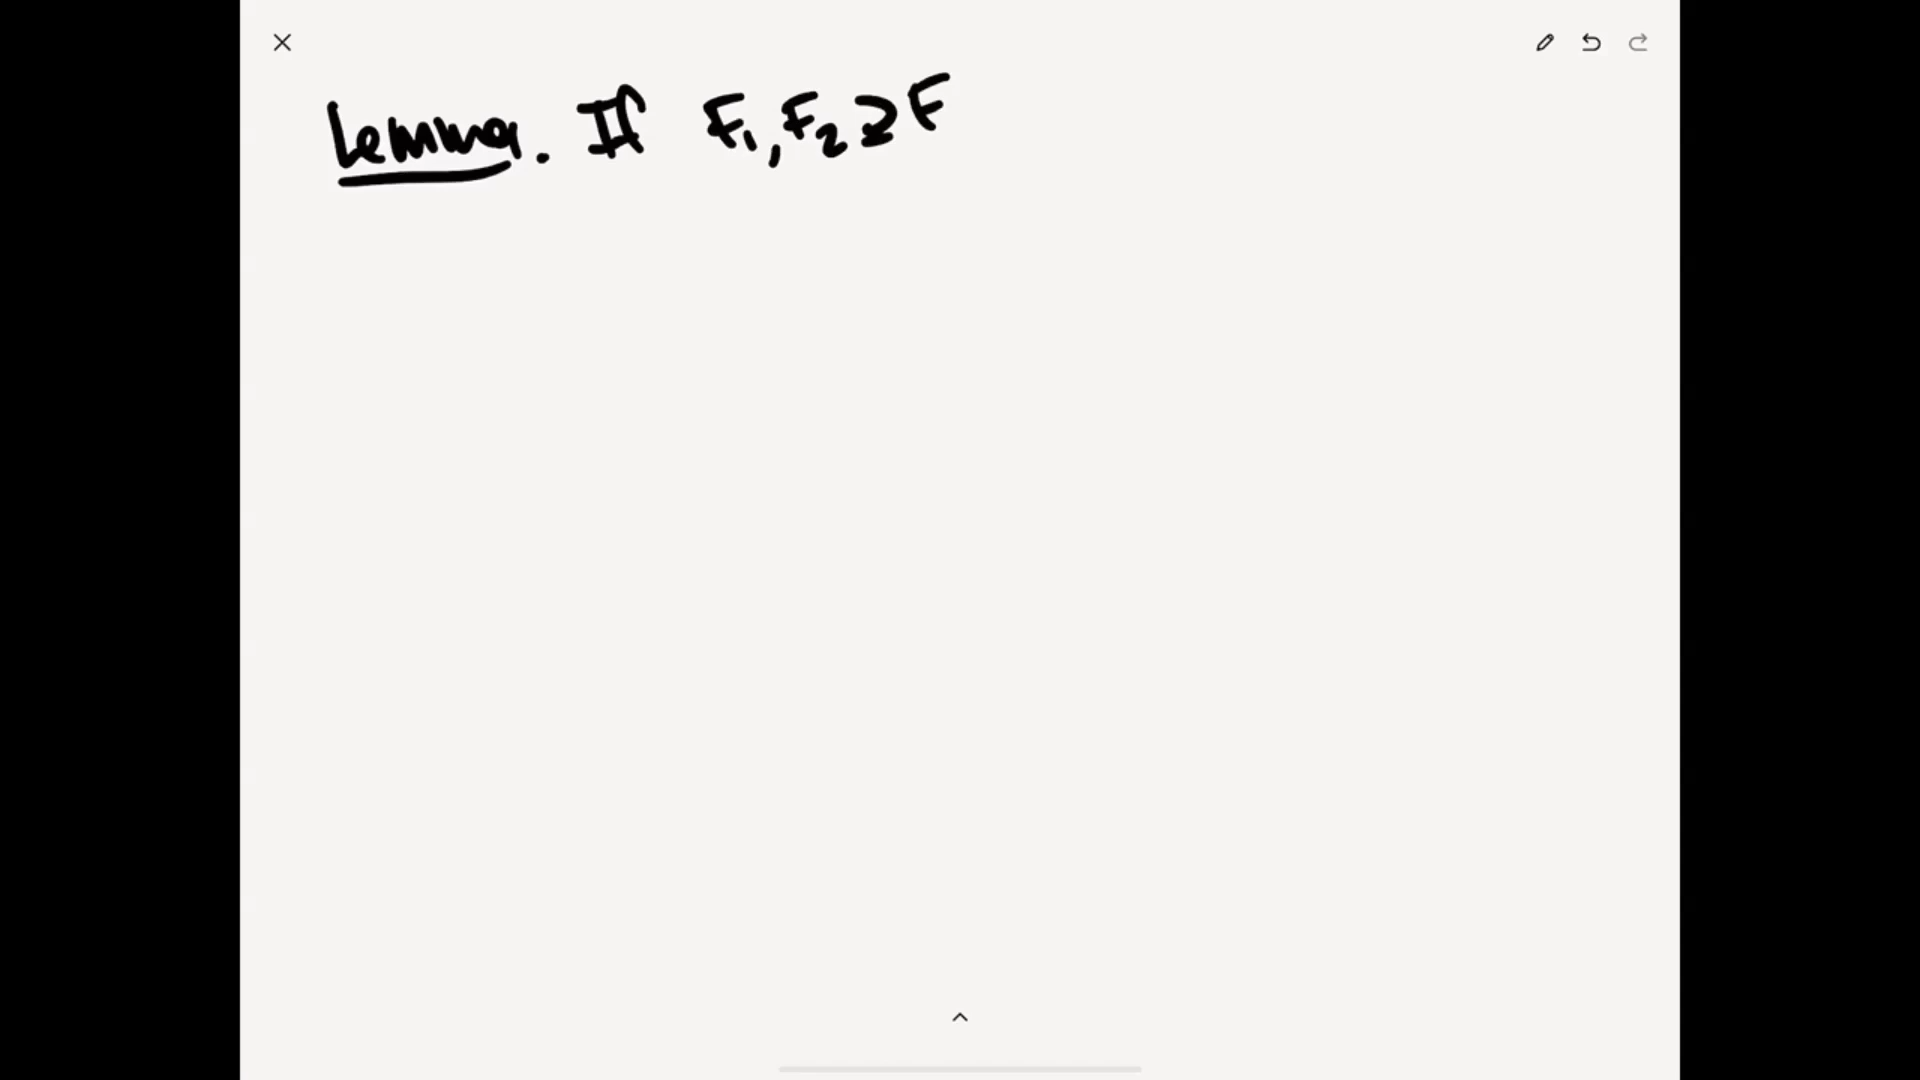 Lemma. If F₁, F₂ ⊇ F